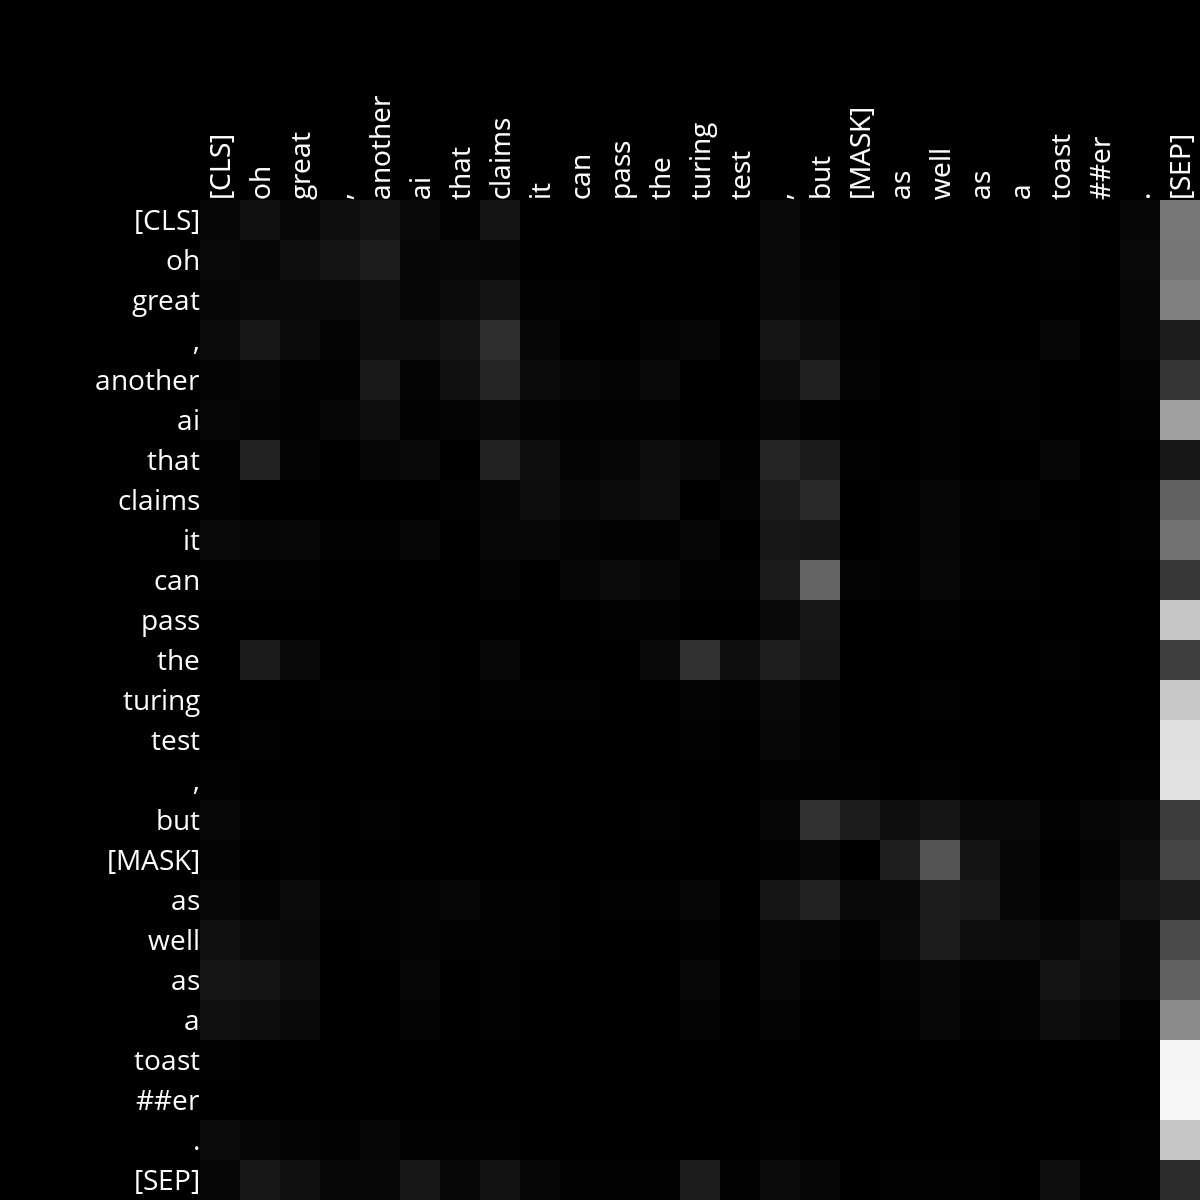 [CLS] oh great , another ai that claims it can pass the turing test , but [MASK] as well as a toast ##er . [SEP]
[CLS]
oh
great
,
another
ai
that
claims
it
can
pass
the
turing
test
,
but
[MASK]
as
well
as
a
toast
##er
.
[SEP]